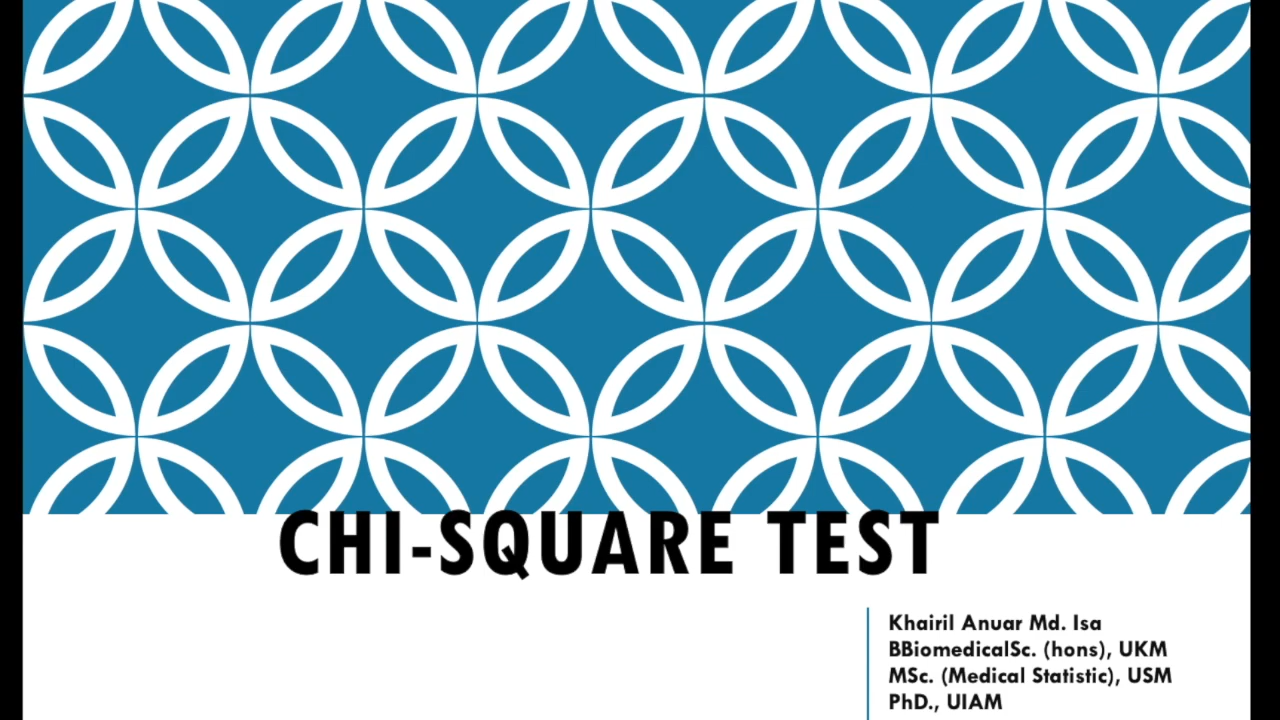 CHI-SQUARE TEST
Khairil Anuar Md. Isa
BBiomedicalSc. (hons), UKM
MSc. (Medical Statistic), USM
PhD., UIAM